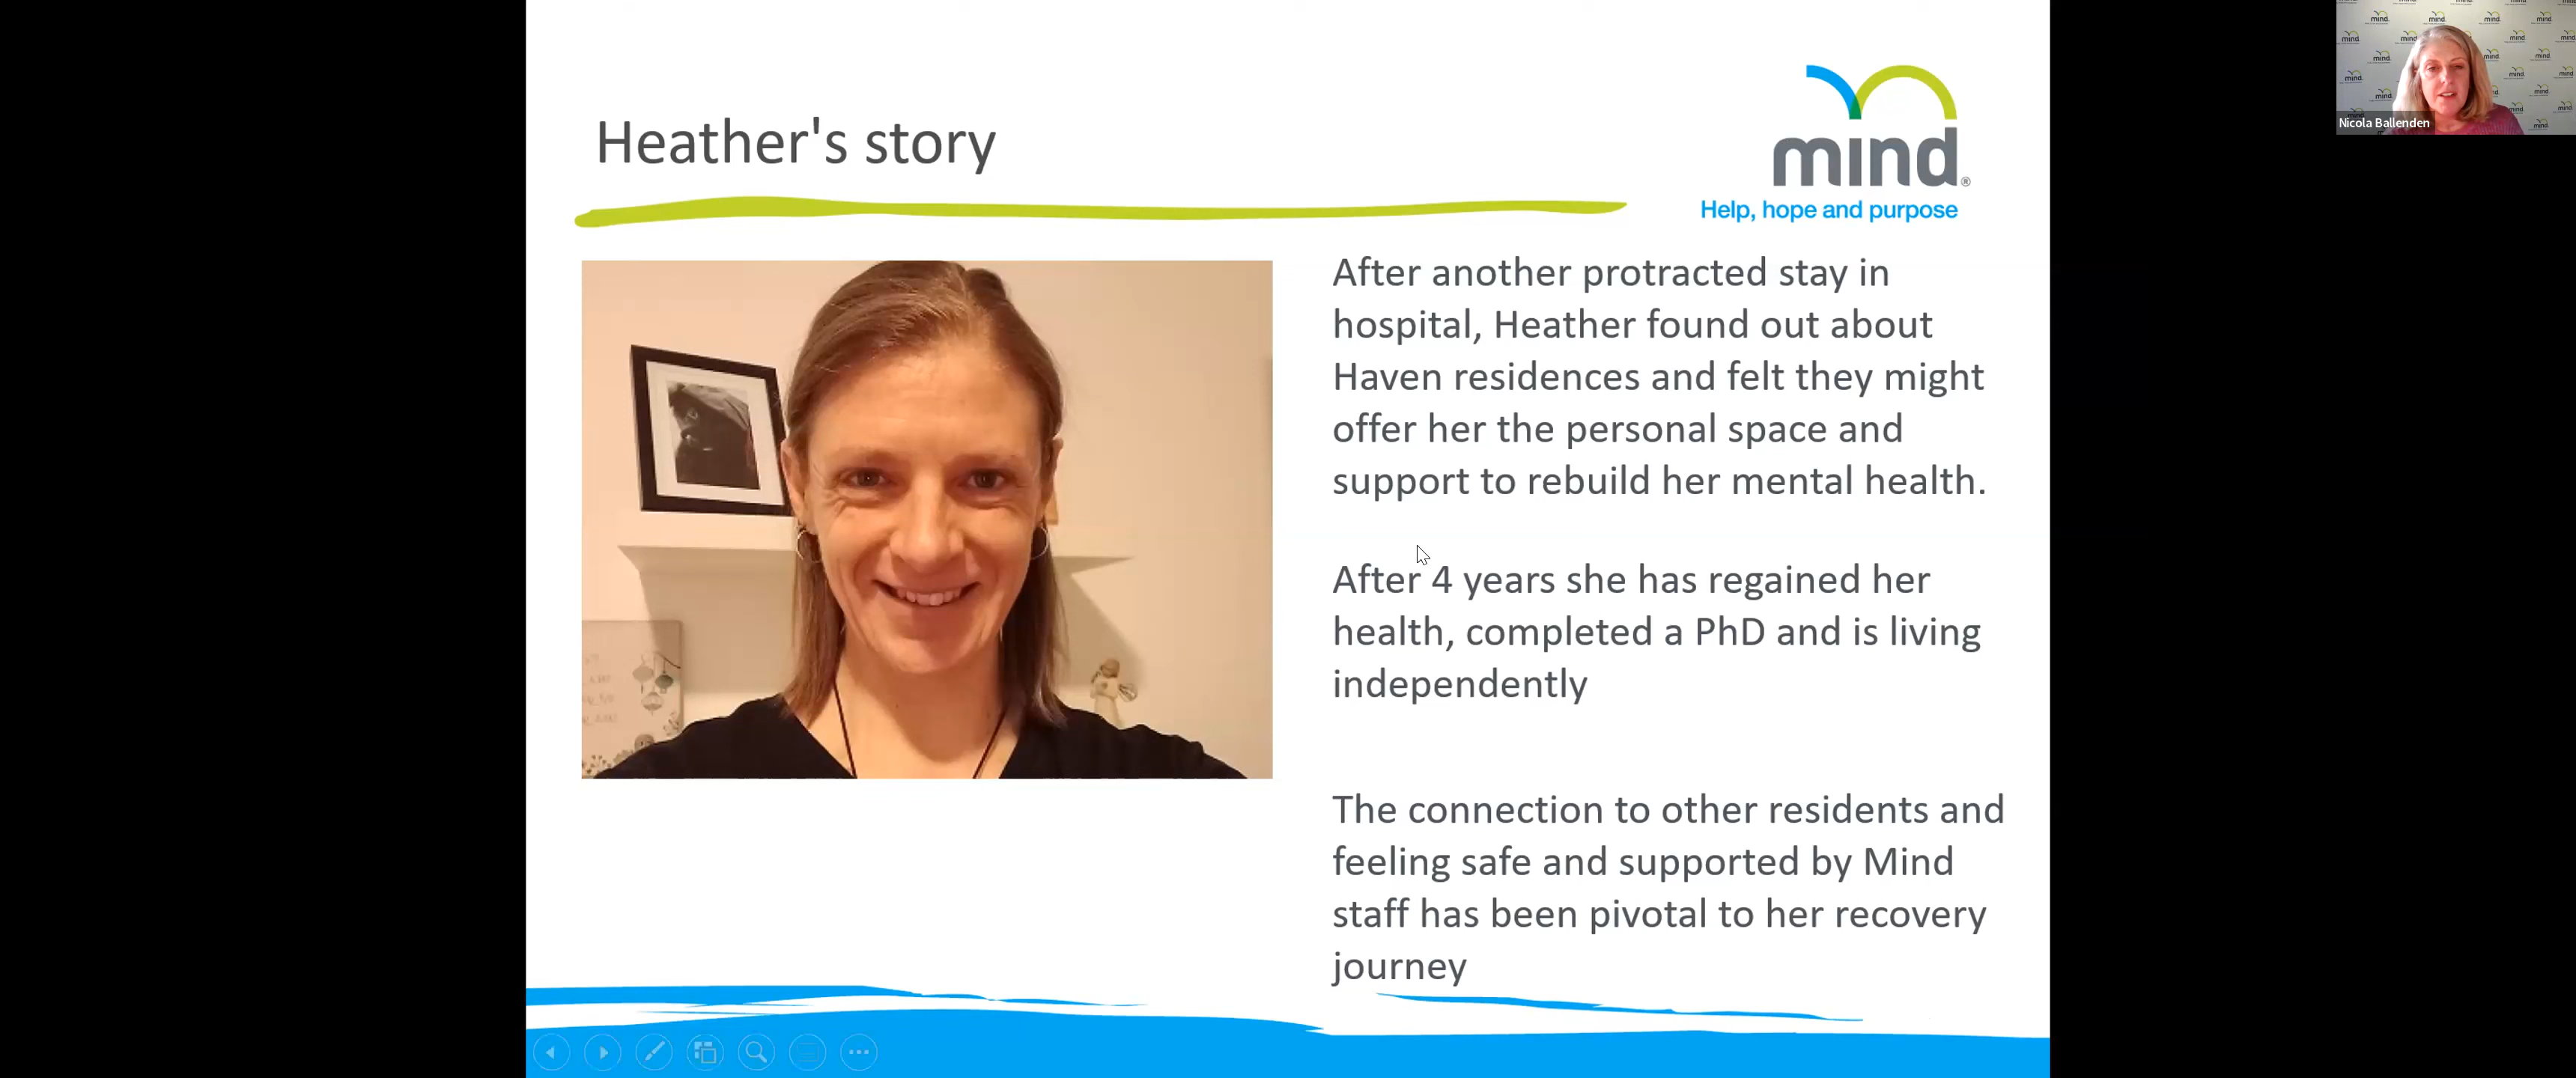 Heather's story
mind®
Help, hope and purpose
After another protracted stay in
hospital, Heather found out about
Haven residences and felt they might
offer her the personal space and
support to rebuild her mental health.
After 4 years she has regained her
health, completed a PhD and is living
independently
The connection to other residents and
feeling safe and supported by Mind
staff has been pivotal to her recovery
journey
Nicola Ballenden